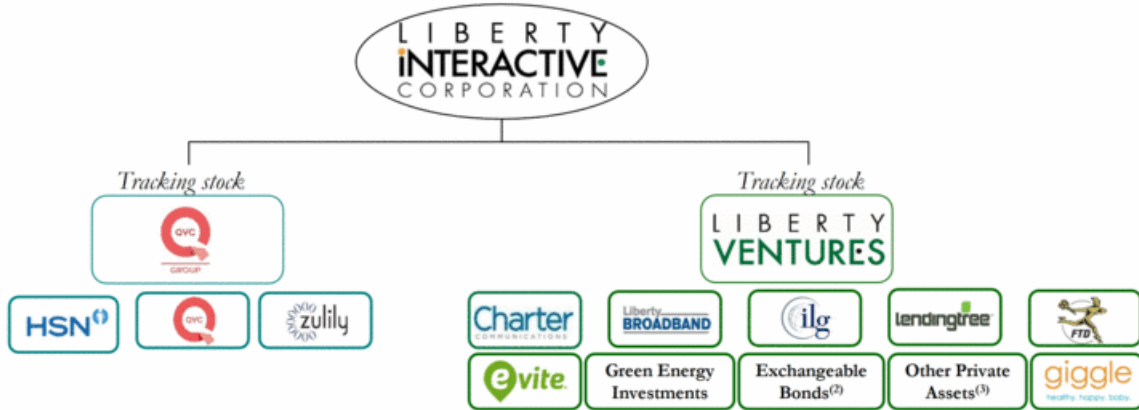 LIBERTY
iNTERACTIVE
CORPORATION
Tracking stock
Tracking stock
QVC
GROUP
LIBERTY
VENTURES
HSN
QVC
zulily
Charter
COMMUNICATIONS
Liberty
BROADBAND
ilg
lendingtree
FTD
evite
Green Energy
Investments
Exchangeable
Bonds(2)
Other Private
Assets(3)
giggle
healthy. happy. baby.